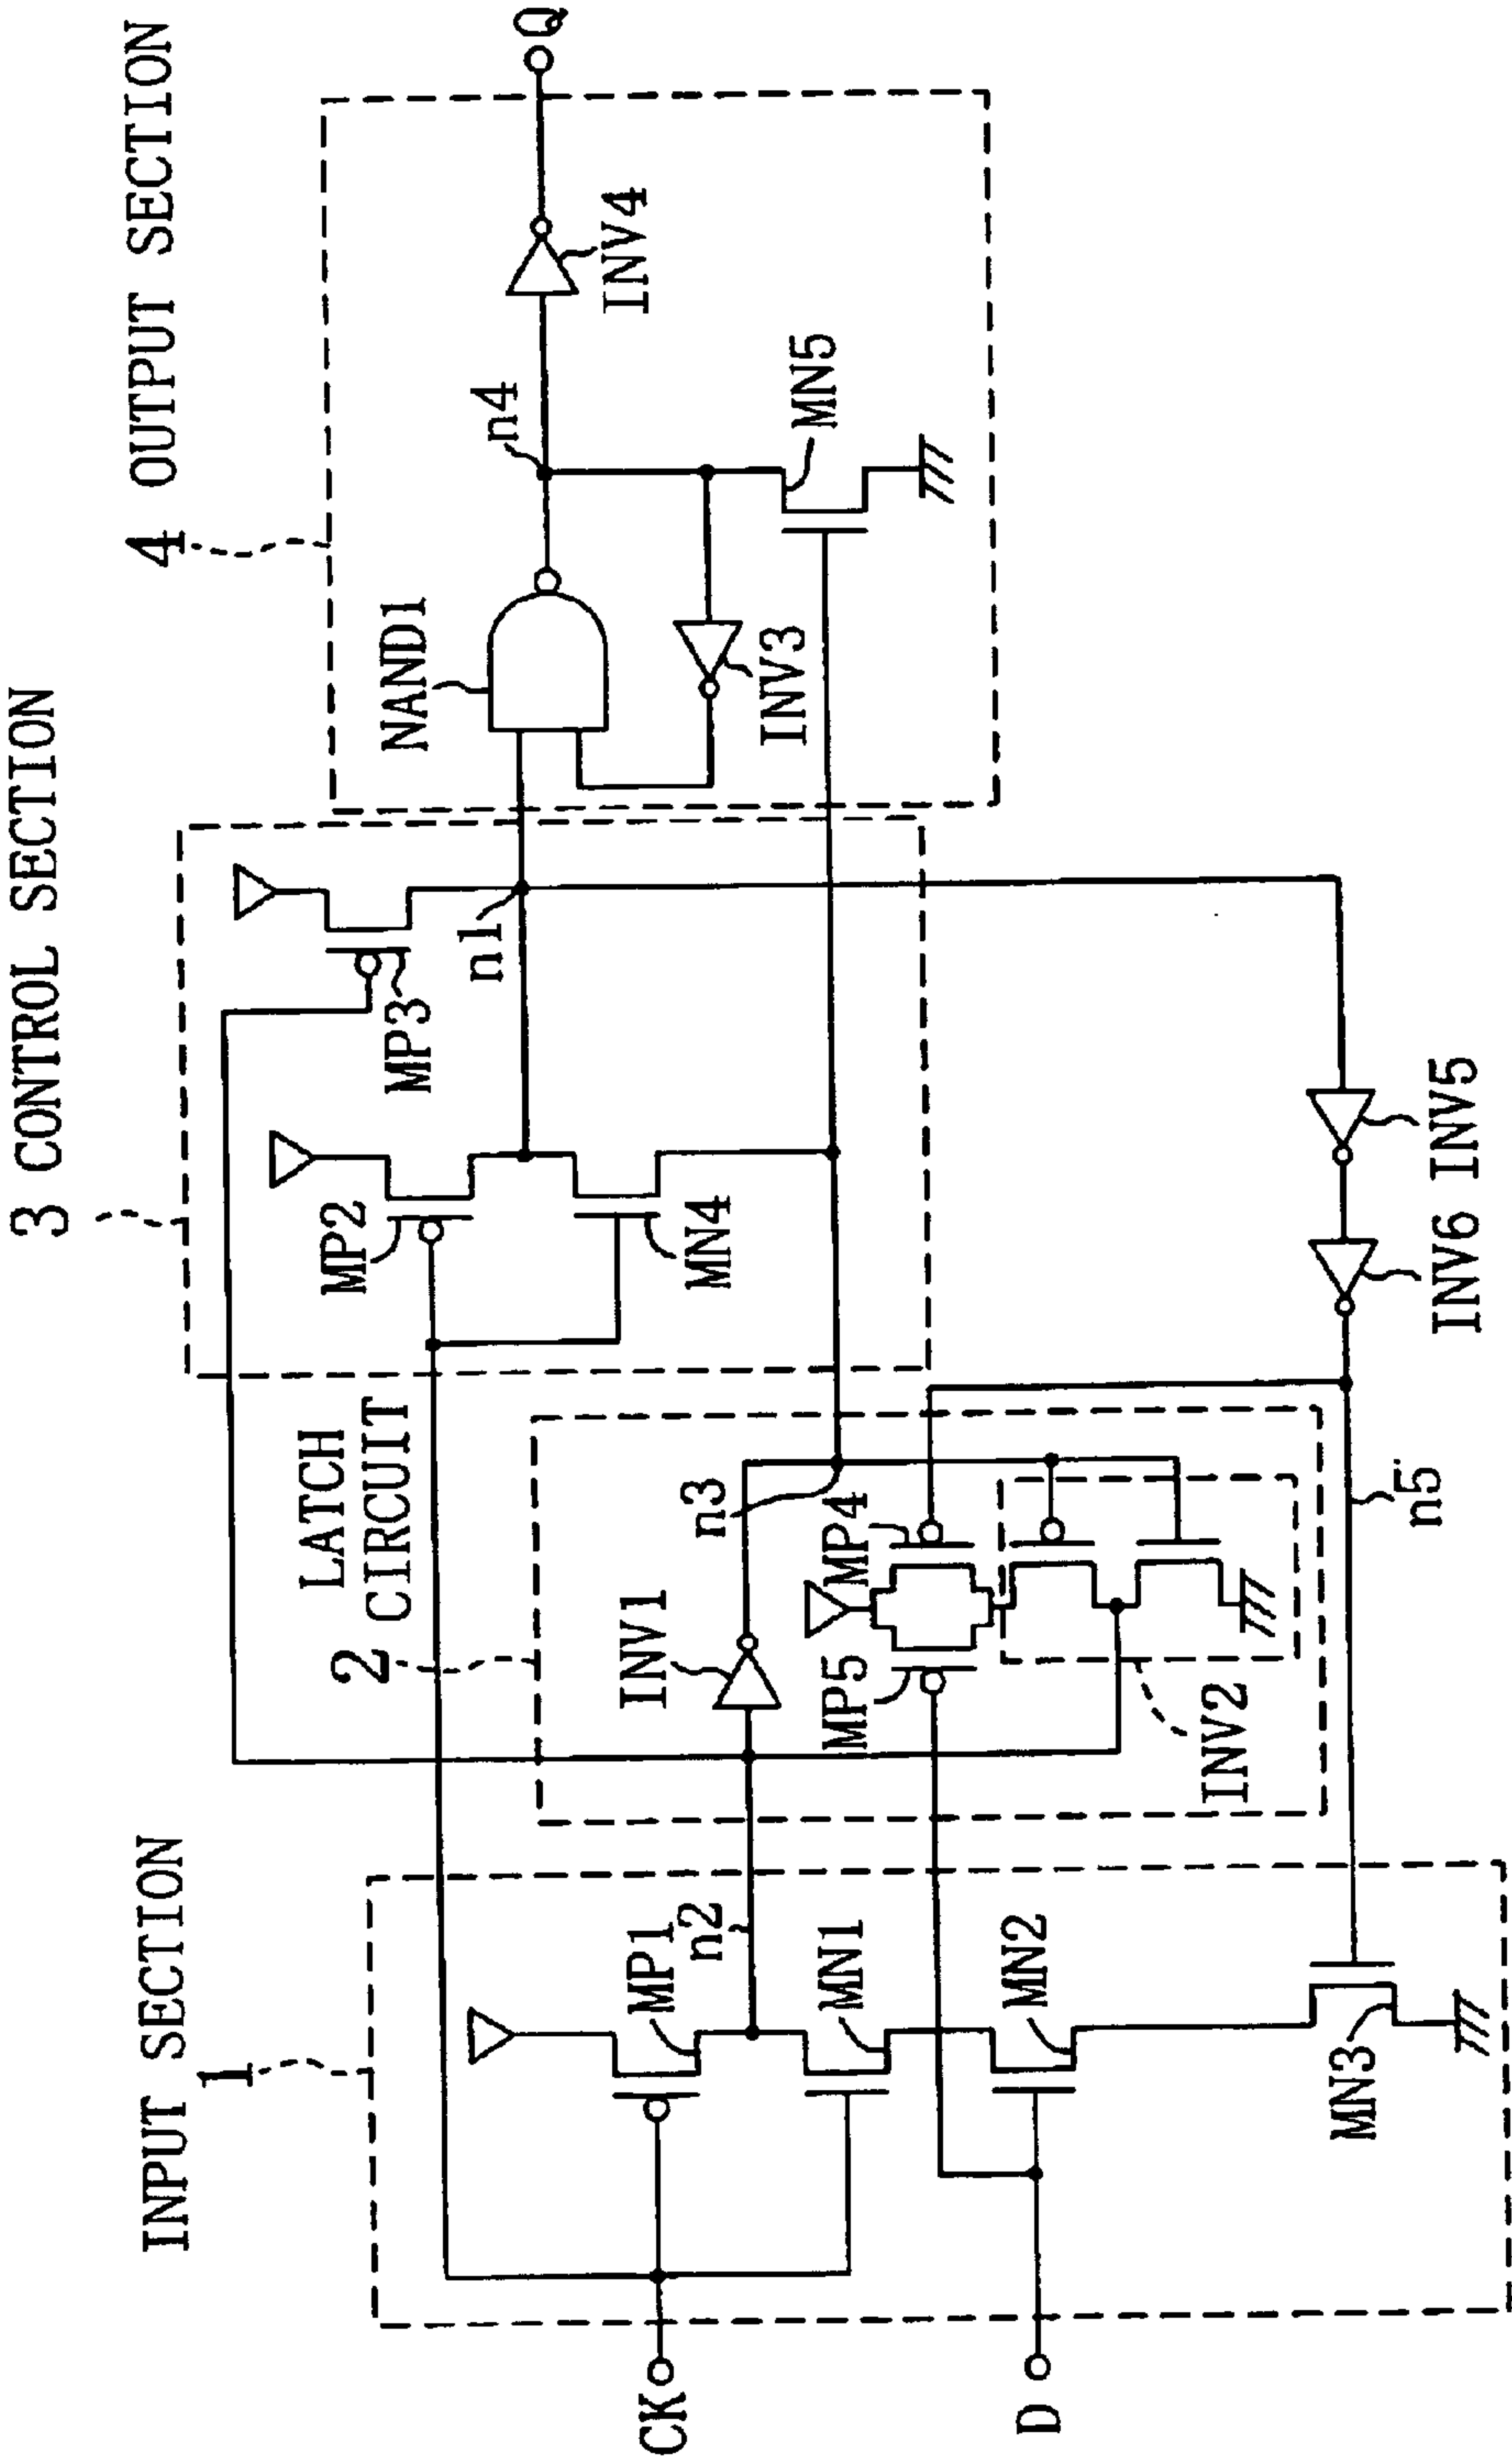 INPUT SECTION
1
2 LATCH
CIRCUIT
3 CONTROL SECTION
4 OUTPUT SECTION
CK
D
Q
MP1
n2
MN1
MN2
MN3
INV1
n3
MP4
MP5
INV2
n5
MP2
MN4
MP3
n1
INV6
INV5
NAND1
n4
INV3
INV4
MN5